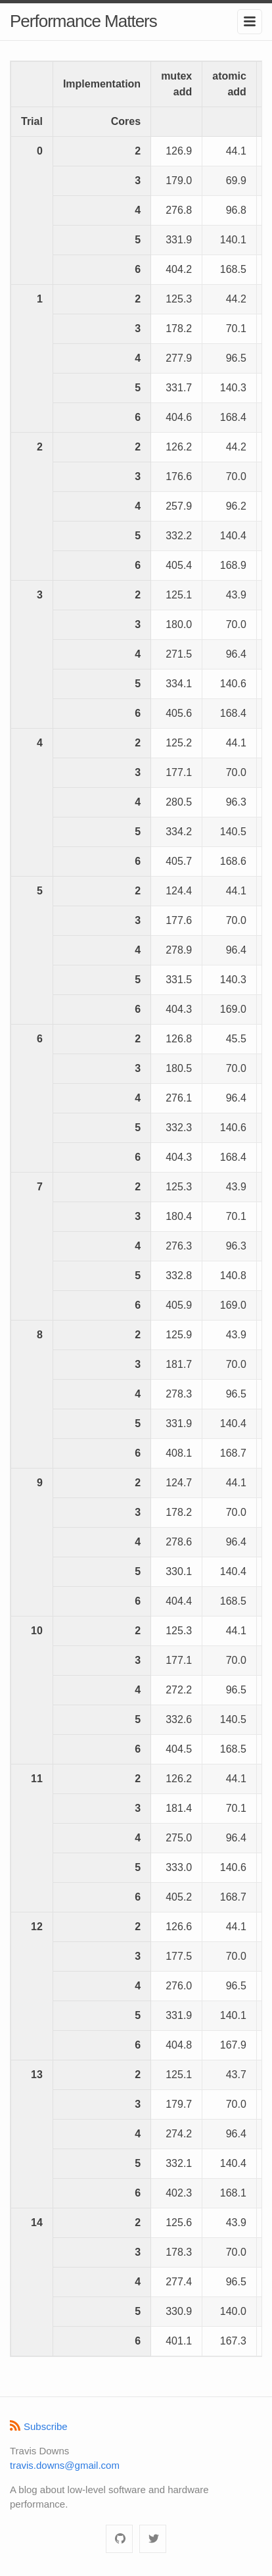 Performance Matters
Implementation mutex add atomic add
Trial Cores
0 2 126.9 44.1
3 179.0 69.9
4 276.8 96.8
5 331.9 140.1
6 404.2 168.5
1 2 125.3 44.2
3 178.2 70.1
4 277.9 96.5
5 331.7 140.3
6 404.6 168.4
2 2 126.2 44.2
3 176.6 70.0
4 257.9 96.2
5 332.2 140.4
6 405.4 168.9
3 2 125.1 43.9
3 180.0 70.0
4 271.5 96.4
5 334.1 140.6
6 405.6 168.4
4 2 125.2 44.1
3 177.1 70.0
4 280.5 96.3
5 334.2 140.5
6 405.7 168.6
5 2 124.4 44.1
3 177.6 70.0
4 278.9 96.4
5 331.5 140.3
6 404.3 169.0
6 2 126.8 45.5
3 180.5 70.0
4 276.1 96.4
5 332.3 140.6
6 404.3 168.4
7 2 125.3 43.9
3 180.4 70.1
4 276.3 96.3
5 332.8 140.8
6 405.9 169.0
8 2 125.9 43.9
3 181.7 70.0
4 278.3 96.5
5 331.9 140.4
6 408.1 168.7
9 2 124.7 44.1
3 178.2 70.0
4 278.6 96.4
5 330.1 140.4
6 404.4 168.5
10 2 125.3 44.1
3 177.1 70.0
4 272.2 96.5
5 332.6 140.5
6 404.5 168.5
11 2 126.2 44.1
3 181.4 70.1
4 275.0 96.4
5 333.0 140.6
6 405.2 168.7
12 2 126.6 44.1
3 177.5 70.0
4 276.0 96.5
5 331.9 140.1
6 404.8 167.9
13 2 125.1 43.7
3 179.7 70.0
4 274.2 96.4
5 332.1 140.4
6 402.3 168.1
14 2 125.6 43.9
3 178.3 70.0
4 277.4 96.5
5 330.9 140.0
6 401.1 167.3
Subscribe
Travis Downs
travis.downs@gmail.com
A blog about low-level software and hardware
performance.